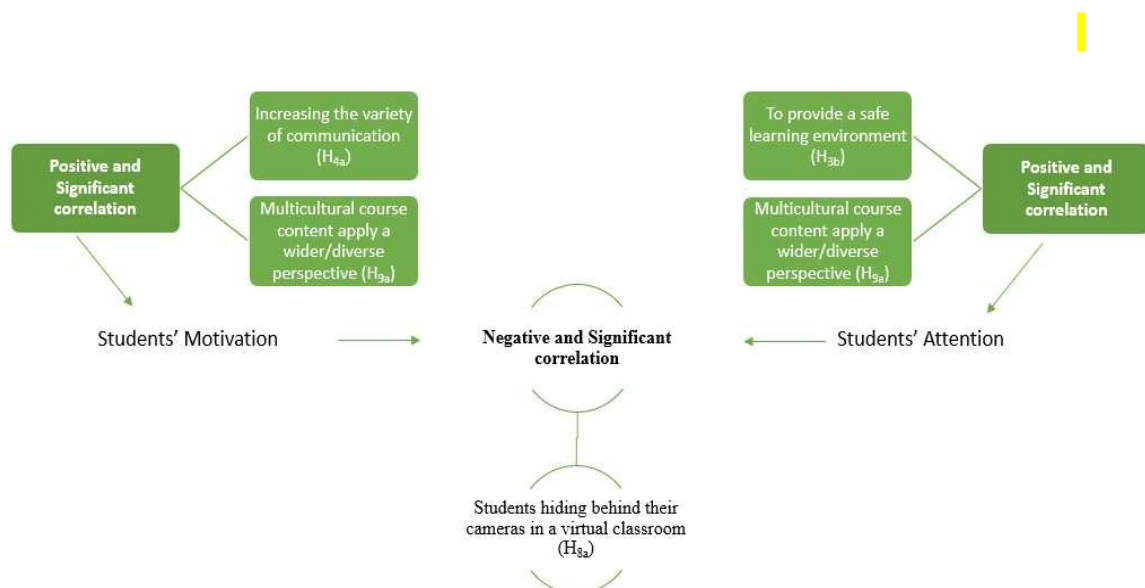 Increasing the variety
of communication
(H4a)
Positive and
Significant
correlation
Multicultural course
content apply a
wider/diverse
perspective (H9a)
To provide a safe
learning environment
(H3b)
Positive and
Significant
correlation
Multicultural course
content apply a
wider/diverse
perspective (H9a)
Students’ Motivation
Negative and Significant
correlation
Students’ Attention
Students hiding behind their
cameras in a virtual classroom
(H8a)